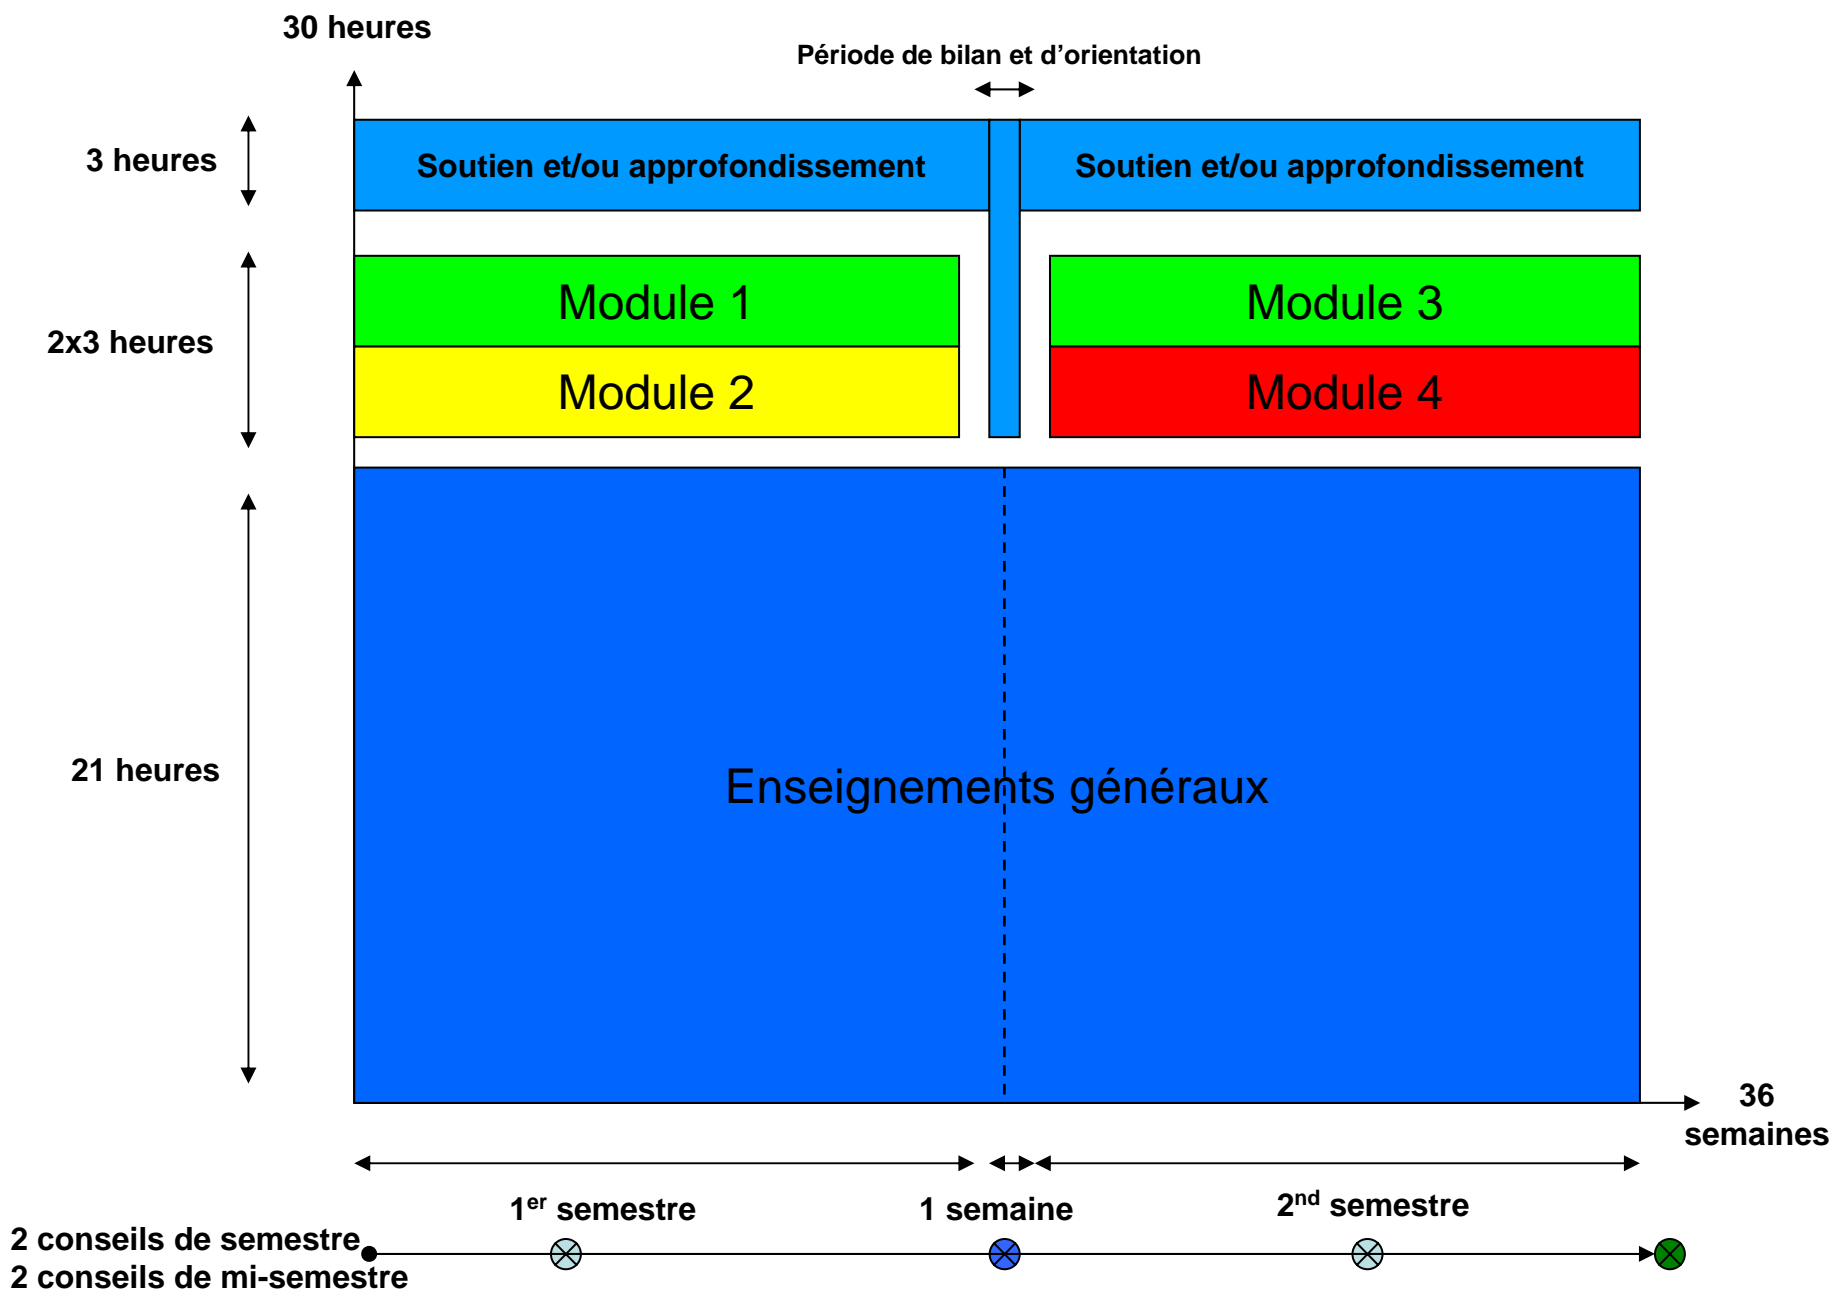 30 heures
Période de bilan et d’orientation
3 heures
Soutien et/ou approfondissement
Soutien et/ou approfondissement
2x3 heures
Module 1
Module 3
Module 2
Module 4
21 heures
Enseignements généraux
36
semaines
1er semestre
1 semaine
2nd semestre
2 conseils de semestre
2 conseils de mi-semestre